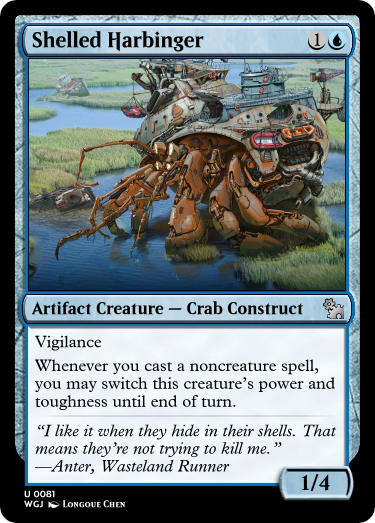 Shelled Harbinger 1
Artifact Creature — Crab Construct
Vigilance
Whenever you cast a noncreature spell,
you may switch this creature's power and
toughness until end of turn.
“I like it when they hide in their shells. That
means they're not trying to kill me.”
—Anter, Wasteland Runner
1/4
U 0081
WGJ Longoue Chen